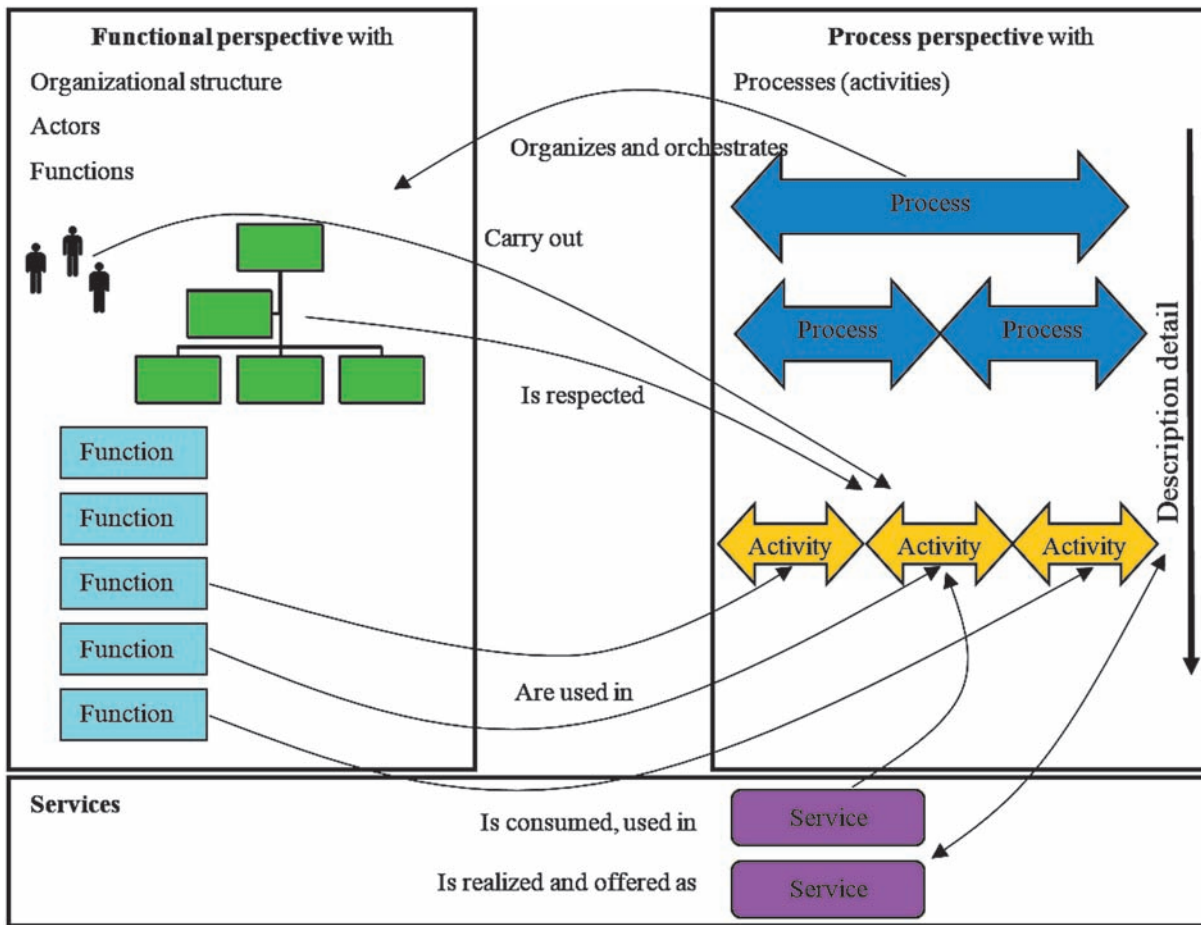 Functional perspective with
Organizational structure
Actors
Functions
Function
Function
Function
Function
Function
Organizes and orchestrates
Carry out
Is respected
Are used in
Process perspective with
Processes (activities)
Process
Process
Process
Activity
Activity
Activity
Description detail
Services
Is consumed, used in
Service
Is realized and offered as
Service